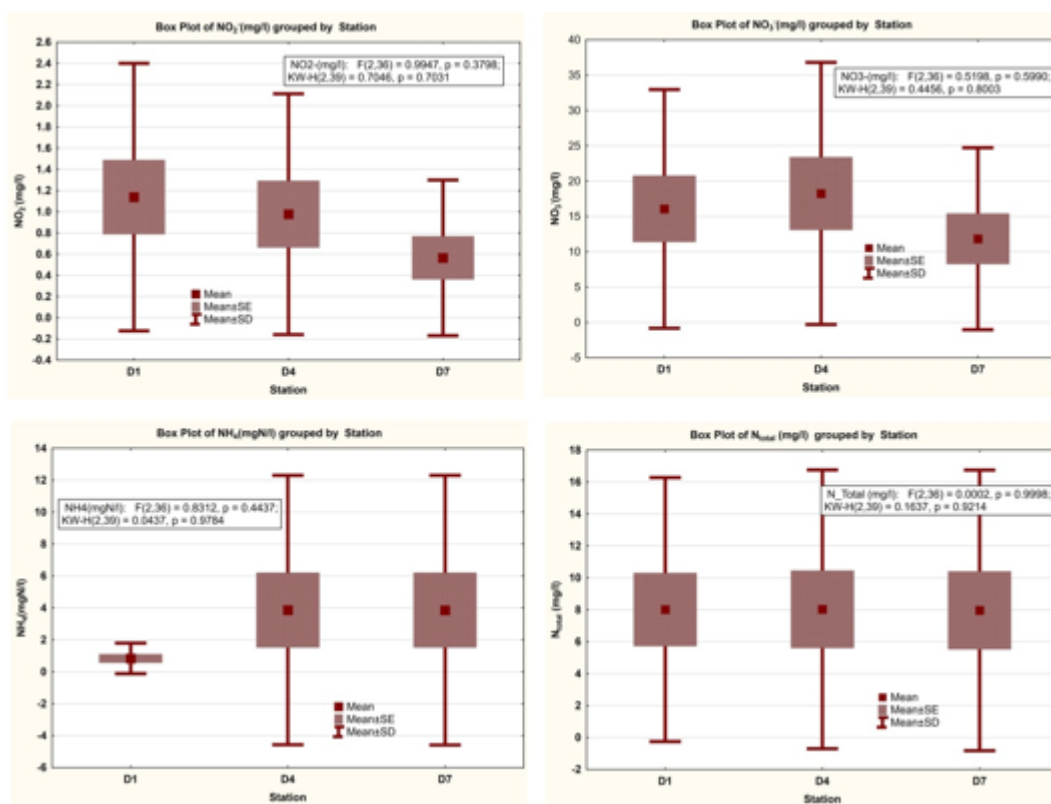 Box Plot of NO₂⁻(mg/l) grouped by Station
NO2-(mg/l): F(2,36) = 0.9947, p = 0.3798;
KW-H(2,39) = 0.7046, p = 0.7031
2.6
2.4
2.2
2.0
1.8
1.6
1.4
1.2
1.0
0.8
0.6
0.4
0.2
0.0
-0.2
-0.4
NO₂⁻(mg/l)
Mean
Mean±SE
Mean±SD
D1 D4 D7
Station
Box Plot of NO₃⁻(mg/l) grouped by Station
NO3-(mg/l): F(2,36) = 0.5198, p = 0.5990;
KW-H(2,39) = 0.4456, p = 0.8003
40
35
30
25
20
15
10
5
0
-5
NO₃⁻(mg/l)
Mean
Mean±SE
Mean±SD
D1 D4 D7
Station
Box Plot of NH₄(mgN/l) grouped by Station
NH4(mgN/l): F(2,36) = 0.8312, p = 0.4437;
KW-H(2,39) = 0.0437, p = 0.9784
14
12
10
8
6
4
2
0
-2
-4
-6
NH₄(mgN/l)
Mean
Mean±SE
Mean±SD
D1 D4 D7
Station
Box Plot of N_total (mg/l) grouped by Station
N_Total (mg/l): F(2,36) = 0.0002, p = 0.9998;
KW-H(2,39) = 0.1637, p = 0.9214
18
16
14
12
10
8
6
4
2
0
-2
N_total (mg/l)
Mean
Mean±SE
Mean±SD
D1 D4 D7
Station